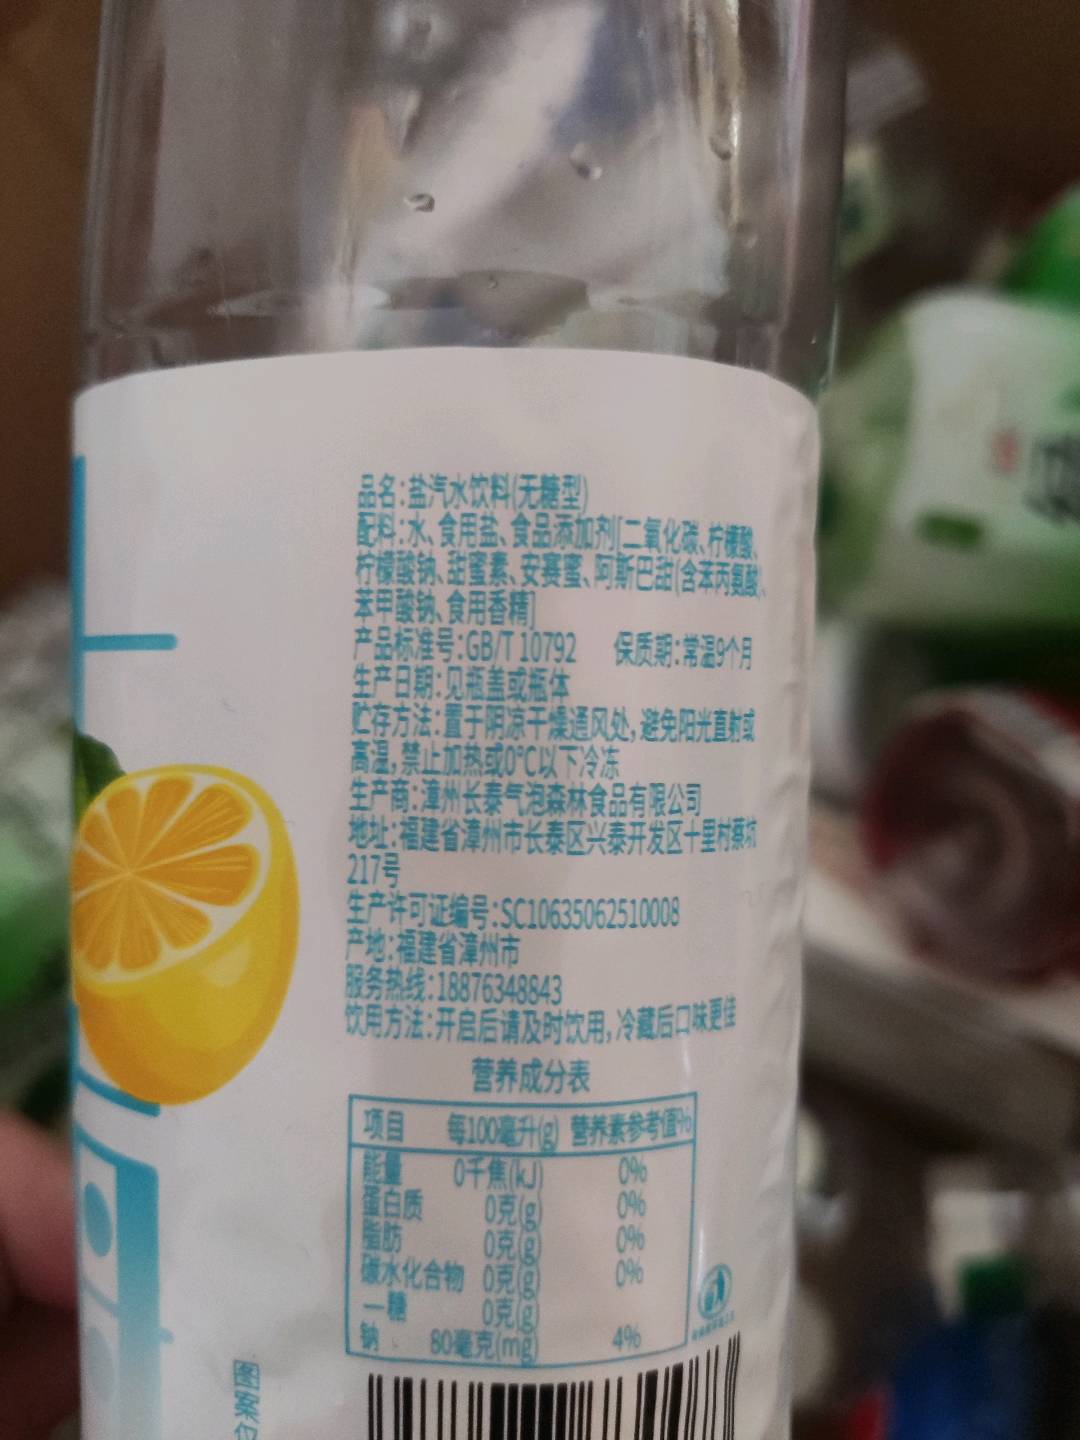 品名:盐汽水饮料(无糖型)
配料:水、食用盐、食品添加剂[二氧化碳、柠檬酸、
柠檬酸钠、甜蜜素、安赛蜜、阿斯巴甜(含苯丙氨酸)、
苯甲酸钠、食用香精]
产品标准号:GB/T 10792 保质期:常温9个月
生产日期:见瓶盖或瓶体
贮存方法:置于阴凉干燥通风处,避免阳光直射或
高温,禁止加热或0°C以下冷冻
生产商:漳州长泰气泡森林食品有限公司
地址:福建省漳州市长泰区兴泰开发区十里村蔡坑
217号
生产许可证编号:SC10635062510008
产地:福建省漳州市
服务热线:18876348843
饮用方法:开启后请及时饮用,冷藏后口味更佳
营养成分表
项目 每100毫升(g) 营养素参考值%
能量 0千焦(kJ) 0%
蛋白质 0克(g) 0%
脂肪 0克(g) 0%
碳水化合物 0克(g) 0%
一糖 0克(g)
钠 80毫克(mg) 4%
图案仅